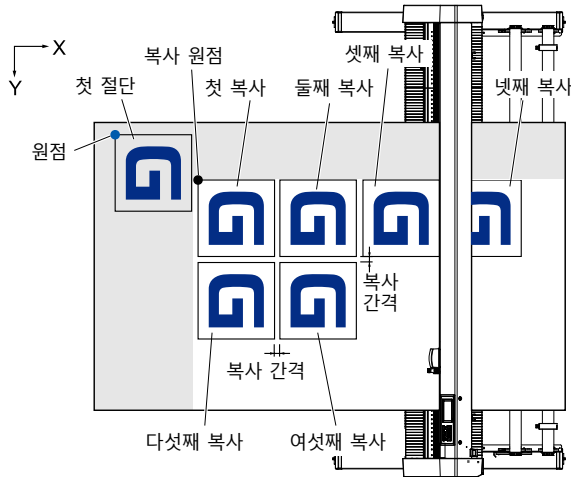 X
Y
복사 원점
셋째 복사
첫 절단
첫 복사
둘째 복사
넷째 복사
원점
복사
간격
복사 간격
다섯째 복사
여섯째 복사